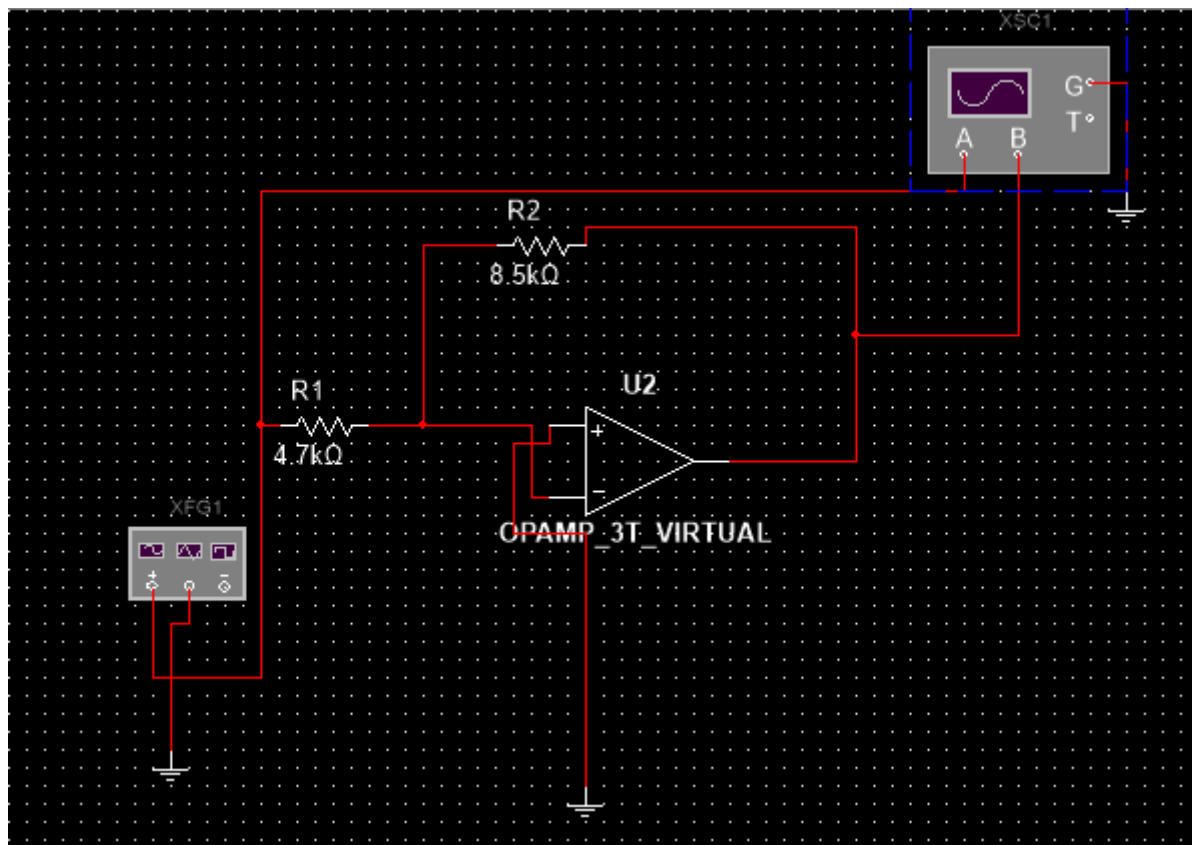 XSC1
G
T
A B
R2
8.5kΩ
R1
4.7kΩ
U2
+
−
OPAMP_3T_VIRTUAL
XFG1
+ −